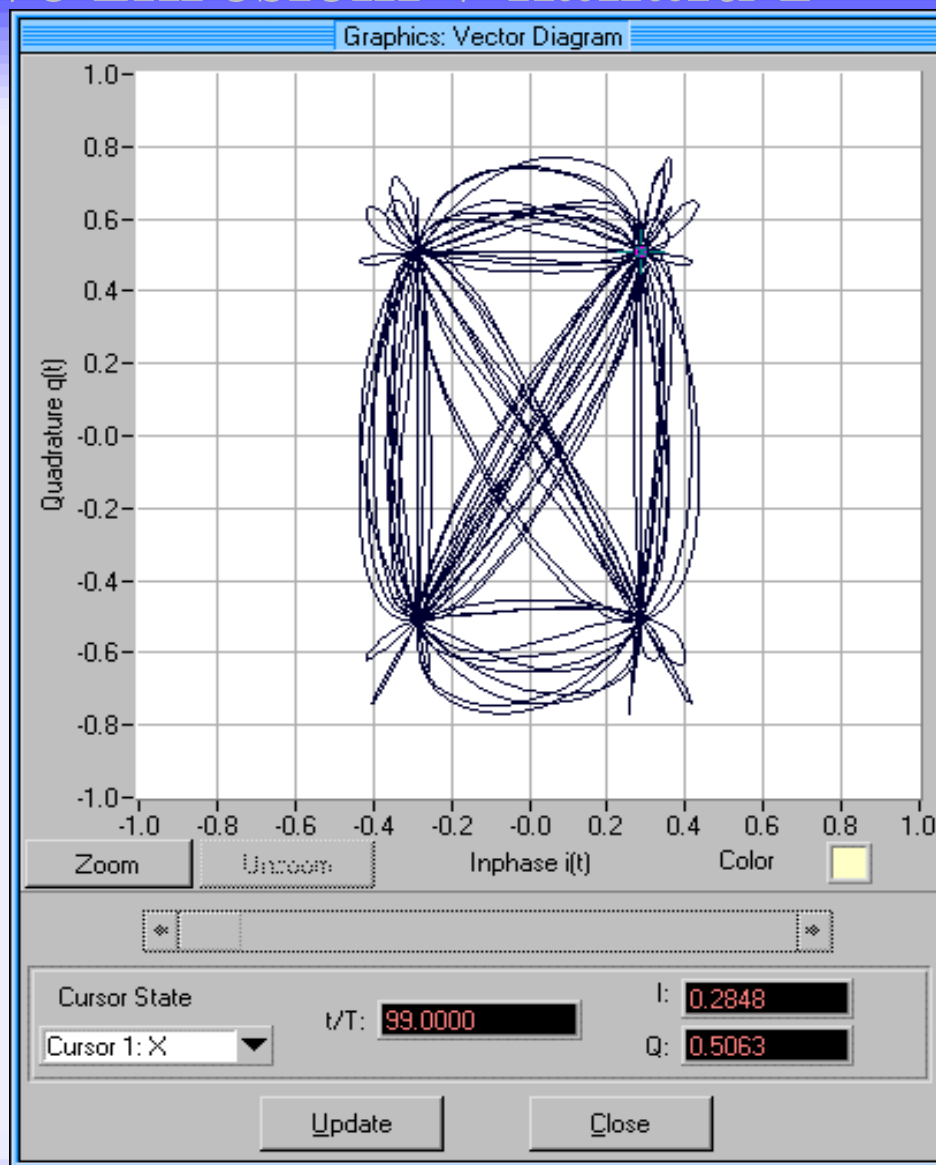 Graphics: Vector Diagram
1.0
0.8
0.6
0.4
0.2
-0.0
-0.2
-0.4
-0.6
-0.8
-1.0
Quadrature q(t)
-1.0 -0.8 -0.6 -0.4 -0.2 -0.0 0.2 0.4 0.6 0.8 1.0
Zoom Unzoom Inphase i(t) Color
Cursor State
Cursor 1: X
t/T: 99.0000
I: 0.2848
Q: 0.5063
Update Close